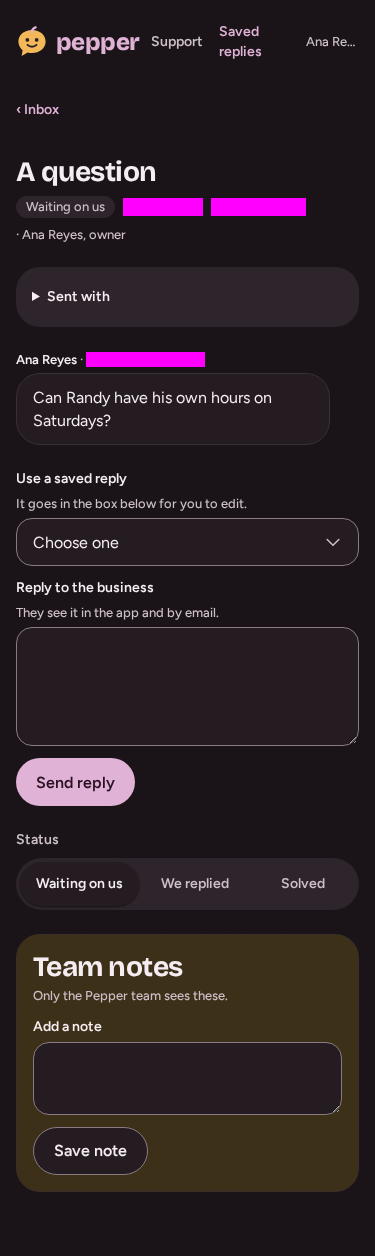 pepper
Support
Saved
replies
Ana Re...
‹ Inbox
A question
Waiting on us
· Ana Reyes, owner
Sent with
Ana Reyes ·
Can Randy have his own hours on
Saturdays?
Use a saved reply
It goes in the box below for you to edit.
Choose one
Reply to the business
They see it in the app and by email.
Send reply
Status
Waiting on us
We replied
Solved
Team notes
Only the Pepper team sees these.
Add a note
Save note